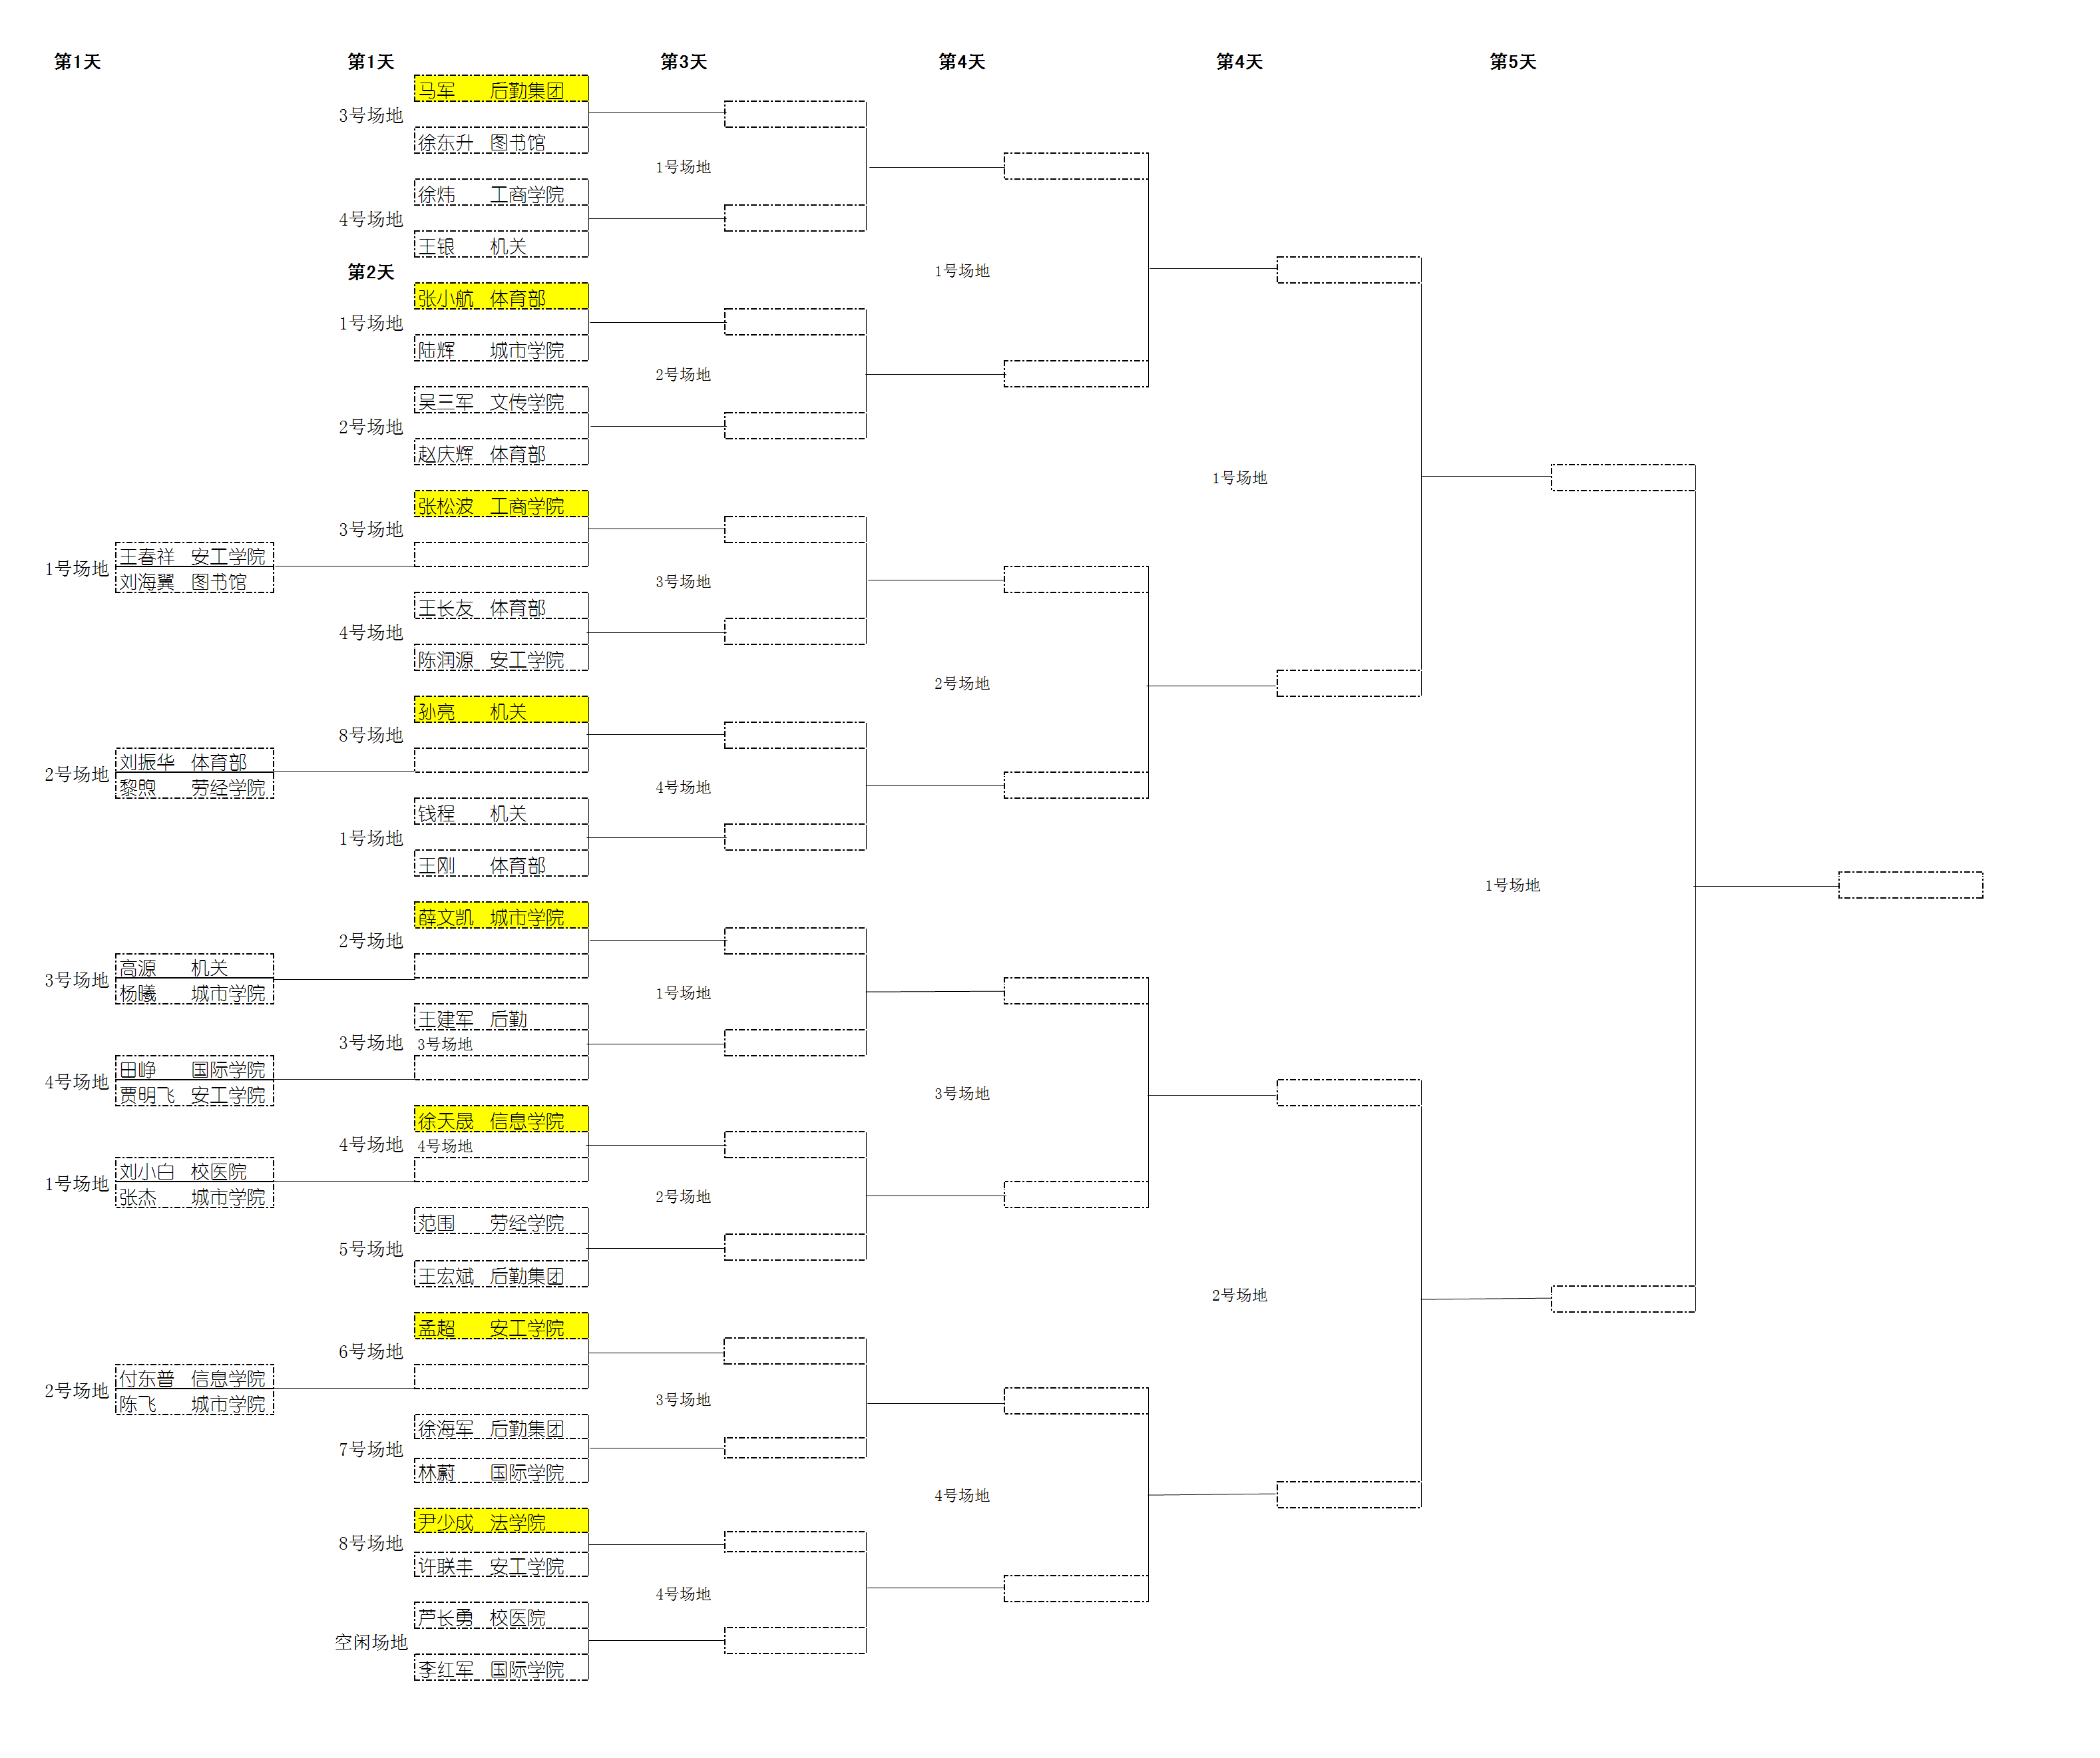 第1天 第1天 第3天 第4天 第4天 第5天
马军 后勤集团
3号场地
徐东升 图书馆
1号场地
徐炜 工商学院
4号场地
王银 机关
第2天
1号场地
张小航 体育部
1号场地
陆辉 城市学院
2号场地
吴三军 文传学院
2号场地
赵庆辉 体育部
1号场地
张松波 工商学院
3号场地
王春祥 安工学院
1号场地
刘海翼 图书馆
3号场地
王长友 体育部
4号场地
陈润源 安工学院
2号场地
孙亮 机关
8号场地
刘振华 体育部
2号场地
黎煦 劳经学院
4号场地
钱程 机关
1号场地
王刚 体育部
1号场地
薛文凯 城市学院
2号场地
高源 机关
3号场地
杨曦 城市学院
1号场地
王建军 后勤
3号场地 3号场地
田峥 国际学院
4号场地
贾明飞 安工学院
3号场地
徐天晟 信息学院
4号场地 4号场地
刘小白 校医院
1号场地
张杰 城市学院
2号场地
范围 劳经学院
5号场地
王宏斌 后勤集团
2号场地
孟超 安工学院
6号场地
付东普 信息学院
2号场地
陈飞 城市学院
3号场地
徐海军 后勤集团
7号场地
林蔚 国际学院
4号场地
尹少成 法学院
8号场地
许联丰 安工学院
4号场地
芦长勇 校医院
空闲场地
李红军 国际学院